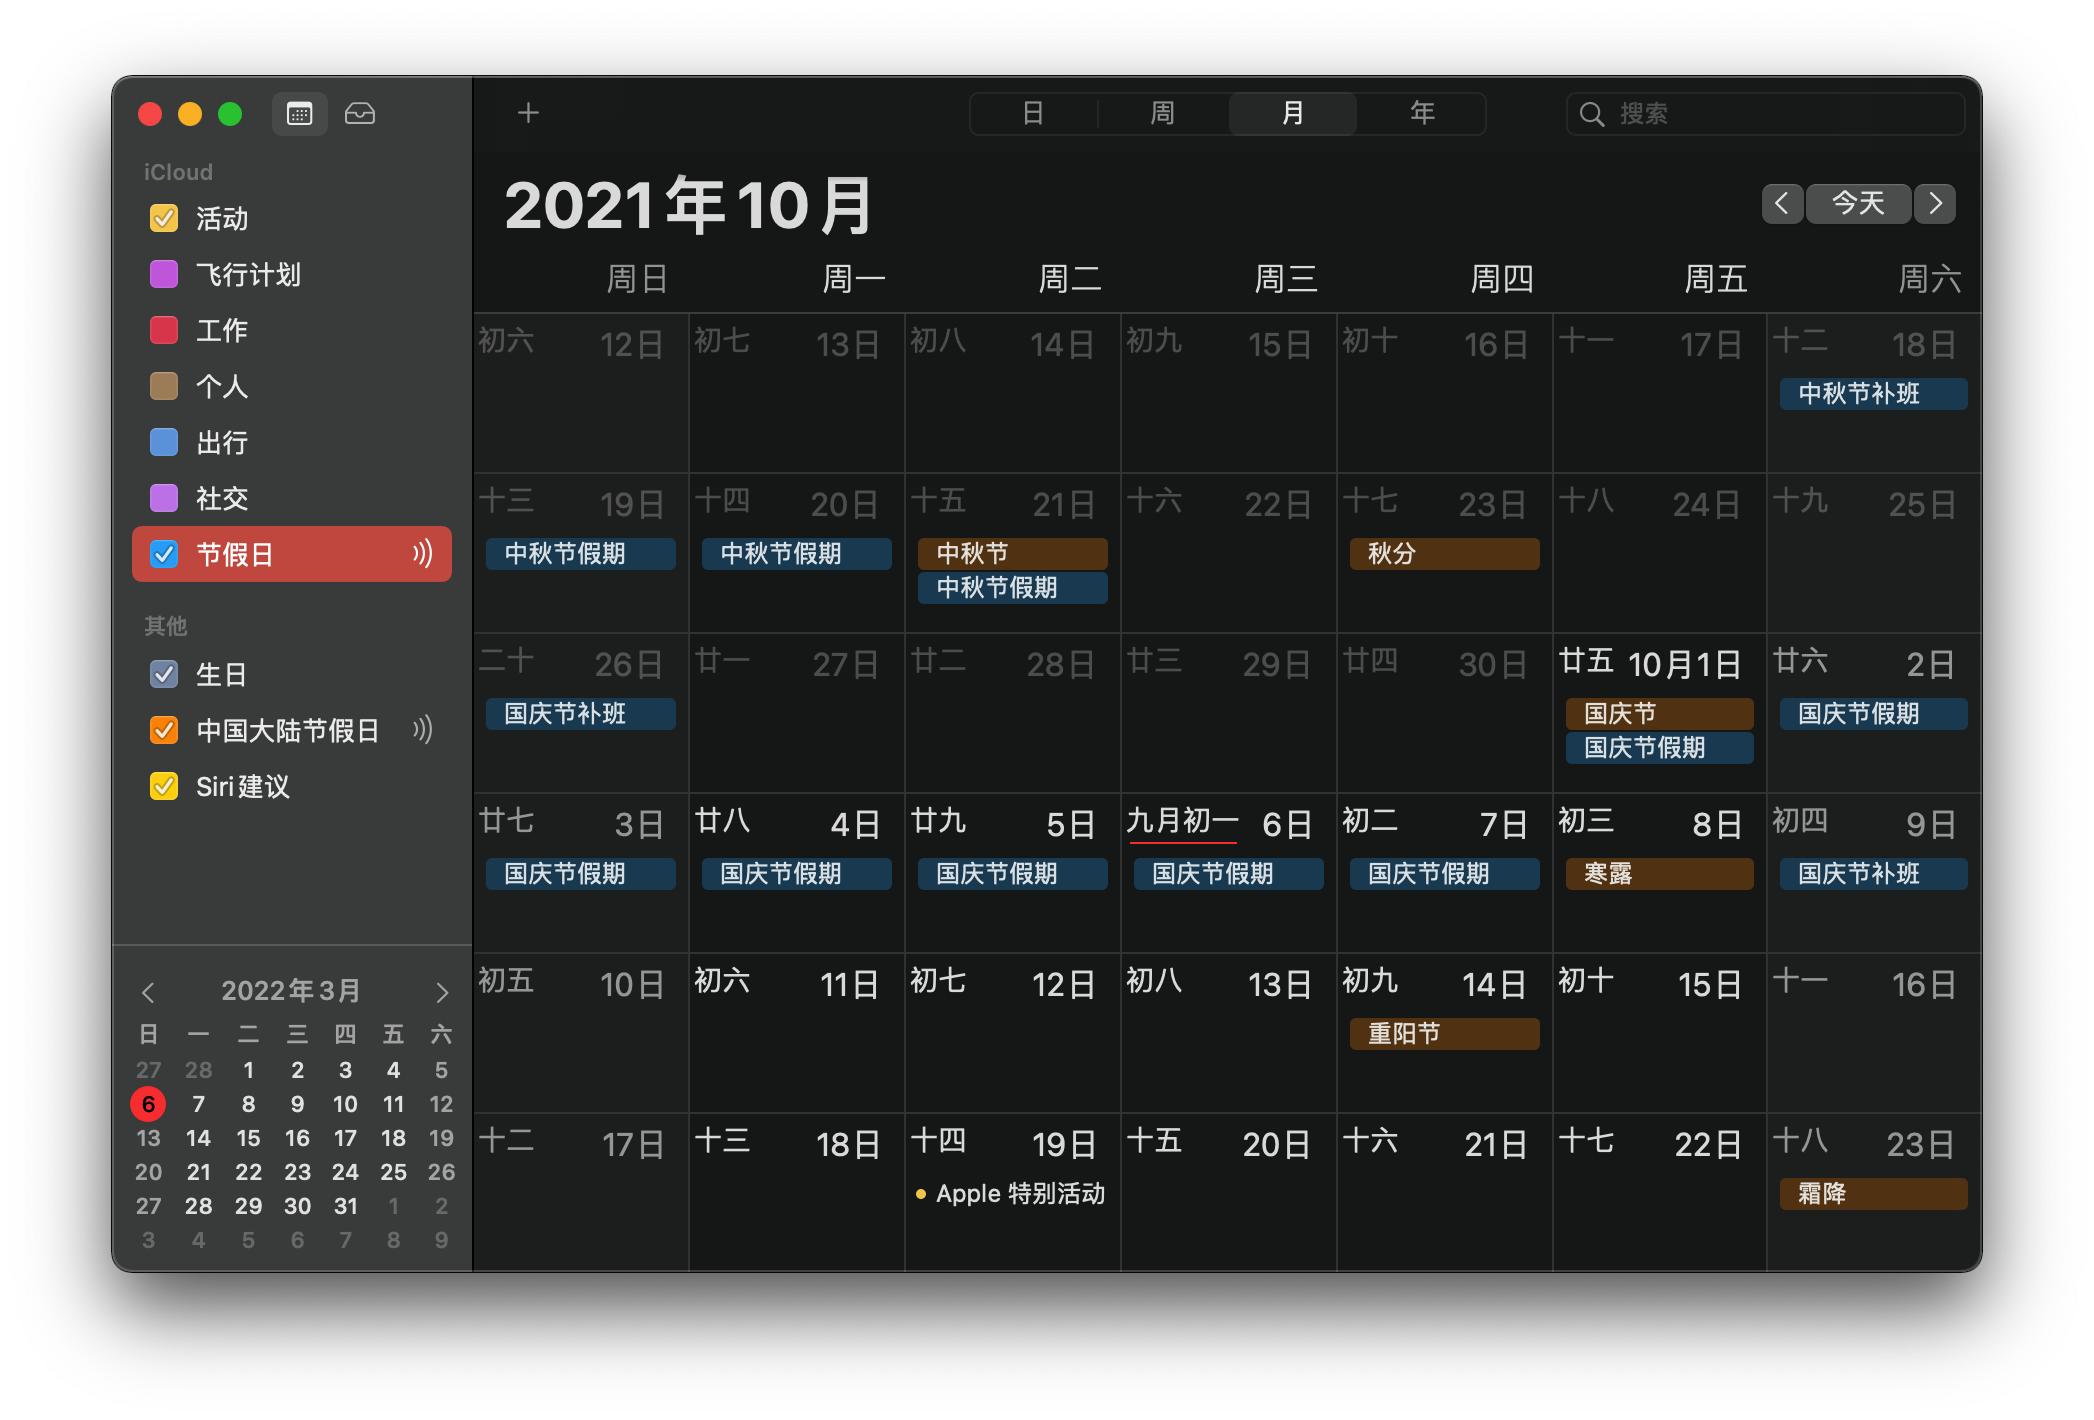 日 周 月 年 搜索
iCloud
活动
飞行计划
工作
个人
出行
社交
节假日
其他
生日
中国大陆节假日
Siri建议
2022年3月
日 一 二 三 四 五 六
27 28 1 2 3 4 5
6 7 8 9 10 11 12
13 14 15 16 17 18 19
20 21 22 23 24 25 26
27 28 29 30 31 1 2
3 4 5 6 7 8 9
2021年10月
今天
周日 周一 周二 周三 周四 周五 周六
初六 12日 初七 13日 初八 14日 初九 15日 初十 16日 十一 17日 十二 18日
中秋节补班
十三 19日 十四 20日 十五 21日 十六 22日 十七 23日 十八 24日 十九 25日
中秋节假期 中秋节假期 中秋节 秋分
中秋节假期
二十 26日 廿一 27日 廿二 28日 廿三 29日 廿四 30日 廿五 10月1日 廿六 2日
国庆节补班 国庆节 国庆节假期
国庆节假期
廿七 3日 廿八 4日 廿九 5日 九月初一 6日 初二 7日 初三 8日 初四 9日
国庆节假期 国庆节假期 国庆节假期 国庆节假期 国庆节假期 寒露 国庆节补班
初五 10日 初六 11日 初七 12日 初八 13日 初九 14日 初十 15日 十一 16日
重阳节
十二 17日 十三 18日 十四 19日 十五 20日 十六 21日 十七 22日 十八 23日
Apple 特别活动 霜降